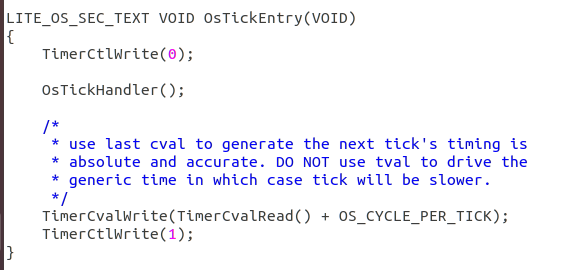 LITE_OS_SEC_TEXT VOID OsTickEntry(VOID)
{
    TimerCtlWrite(0);

    OsTickHandler();

    /*
     * use last cval to generate the next tick's timing is
     * absolute and accurate. DO NOT use tval to drive the
     * generic time in which case tick will be slower.
     */
    TimerCvalWrite(TimerCvalRead() + OS_CYCLE_PER_TICK);
    TimerCtlWrite(1);
}